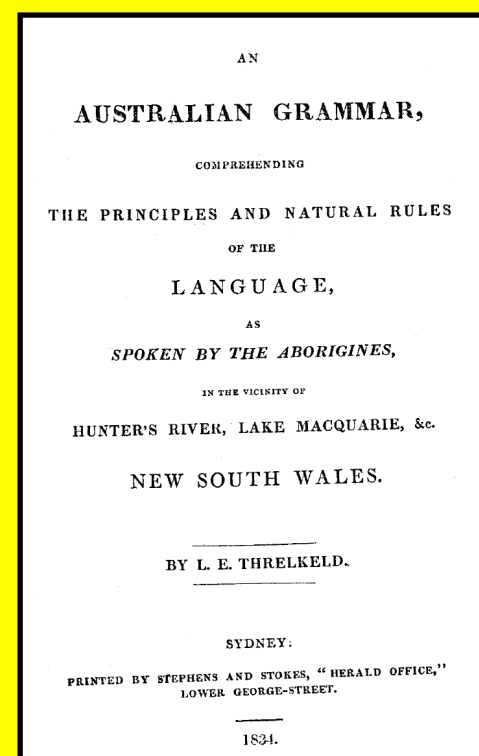 AN
AUSTRALIAN GRAMMAR,
COMPREHENDING
THE PRINCIPLES AND NATURAL RULES
OF THE
LANGUAGE,
AS
SPOKEN BY THE ABORIGINES,
IN THE VICINITY OF
HUNTER'S RIVER, LAKE MACQUARIE, &c.
NEW SOUTH WALES.
BY L. E. THRELKELD.
SYDNEY:
PRINTED BY STEPHENS AND STOKES, "HERALD OFFICE,"
LOWER GEORGE-STREET.
1834.